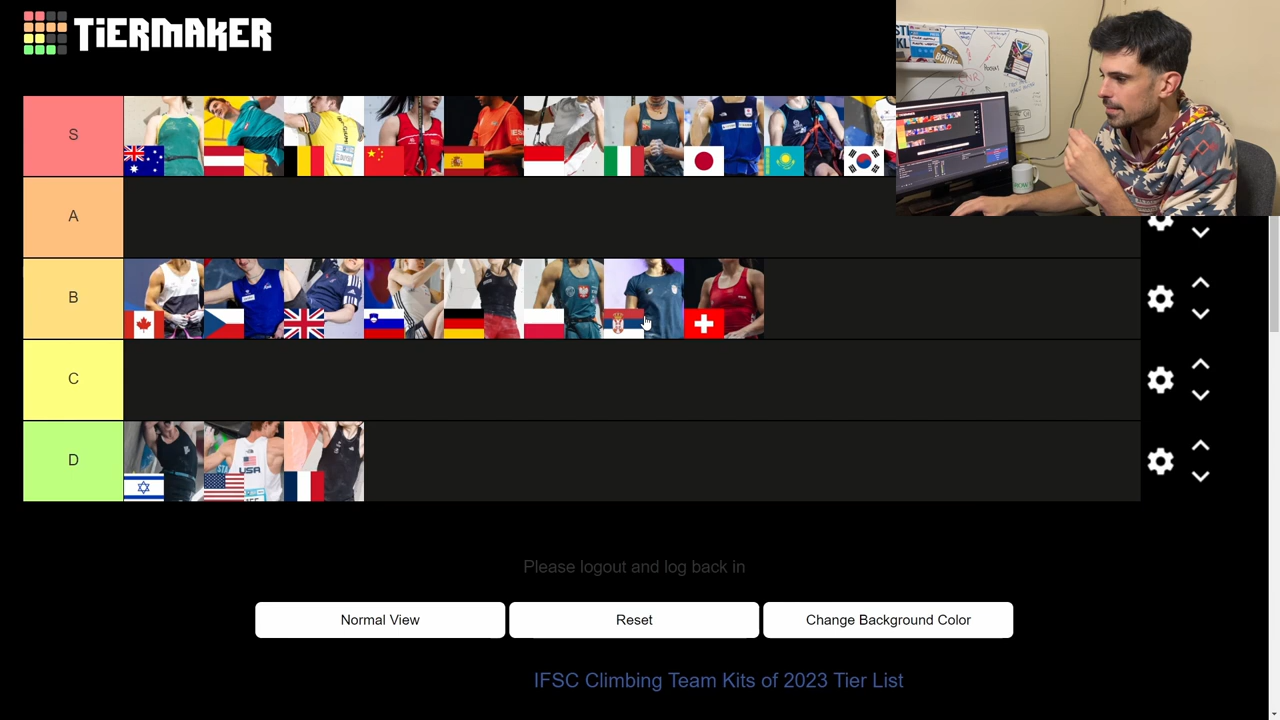 TiERMAKER
S
A
B
C
D
USA
Please logout and log back in
Normal View
Reset
Change Background Color
IFSC Climbing Team Kits of 2023 Tier List